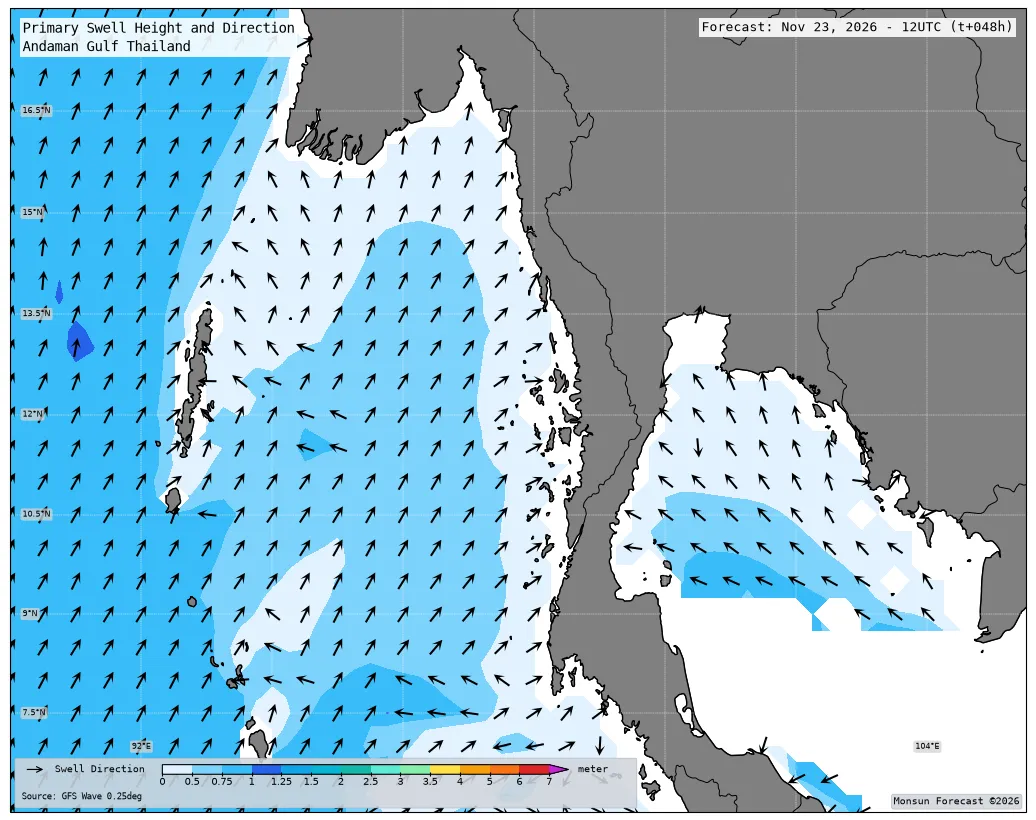 Primary Swell Height and Direction
Andaman Gulf Thailand
Forecast: Nov 23, 2026 - 12UTC (t+048h)
16.5°N
15°N
13.5°N
12°N
10.5°N
9°N
7.5°N
92°E
104°E
Swell Direction
0 0.5 0.75 1 1.25 1.5 2 2.5 3 3.5 4 5 6 7 meter
Source: GFS Wave 0.25deg
Monsun Forecast ©2026